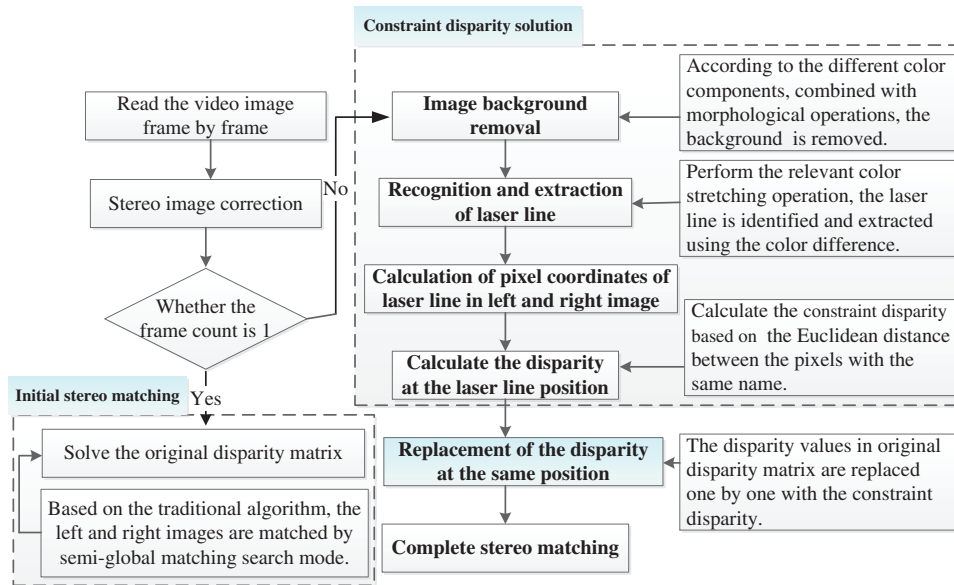 Constraint disparity solution
Read the video image
frame by frame
Stereo image correction
Whether the
frame count is 1
No
Yes
Initial stereo matching
Solve the original disparity matrix
Based on the traditional algorithm, the
left and right images are matched by
semi-global matching search mode.
Image background
removal
According to the different color
components, combined with
morphological operations, the
background is removed.
Recognition and extraction
of laser line
Perform the relevant color
stretching operation, the laser
line is identified and extracted
using the color difference.
Calculation of pixel coordinates of
laser line in left and right image
Calculate the disparity
at the laser line position
Calculate the constraint disparity
based on the Euclidean distance
between the pixels with the
same name.
Replacement of the disparity
at the same position
The disparity values in original
disparity matrix are replaced
one by one with the constraint
disparity.
Complete stereo matching